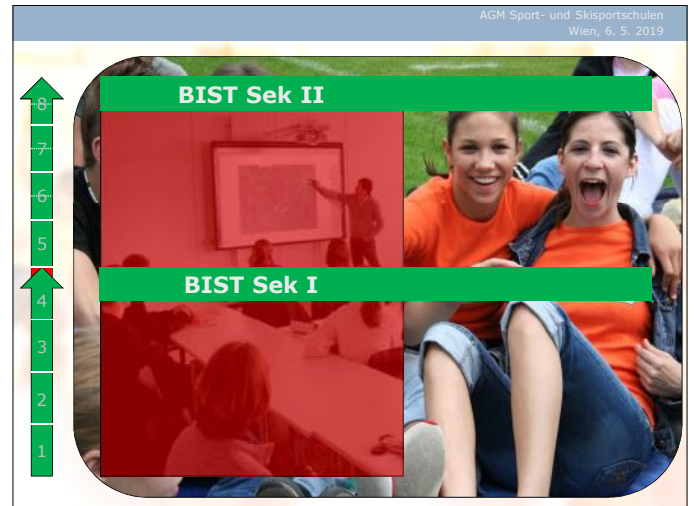 AGM Sport- und Skisportschulen
Wien, 6. 5. 2019
BIST Sek II
8
7
6
5
BIST Sek I
4
3
2
1